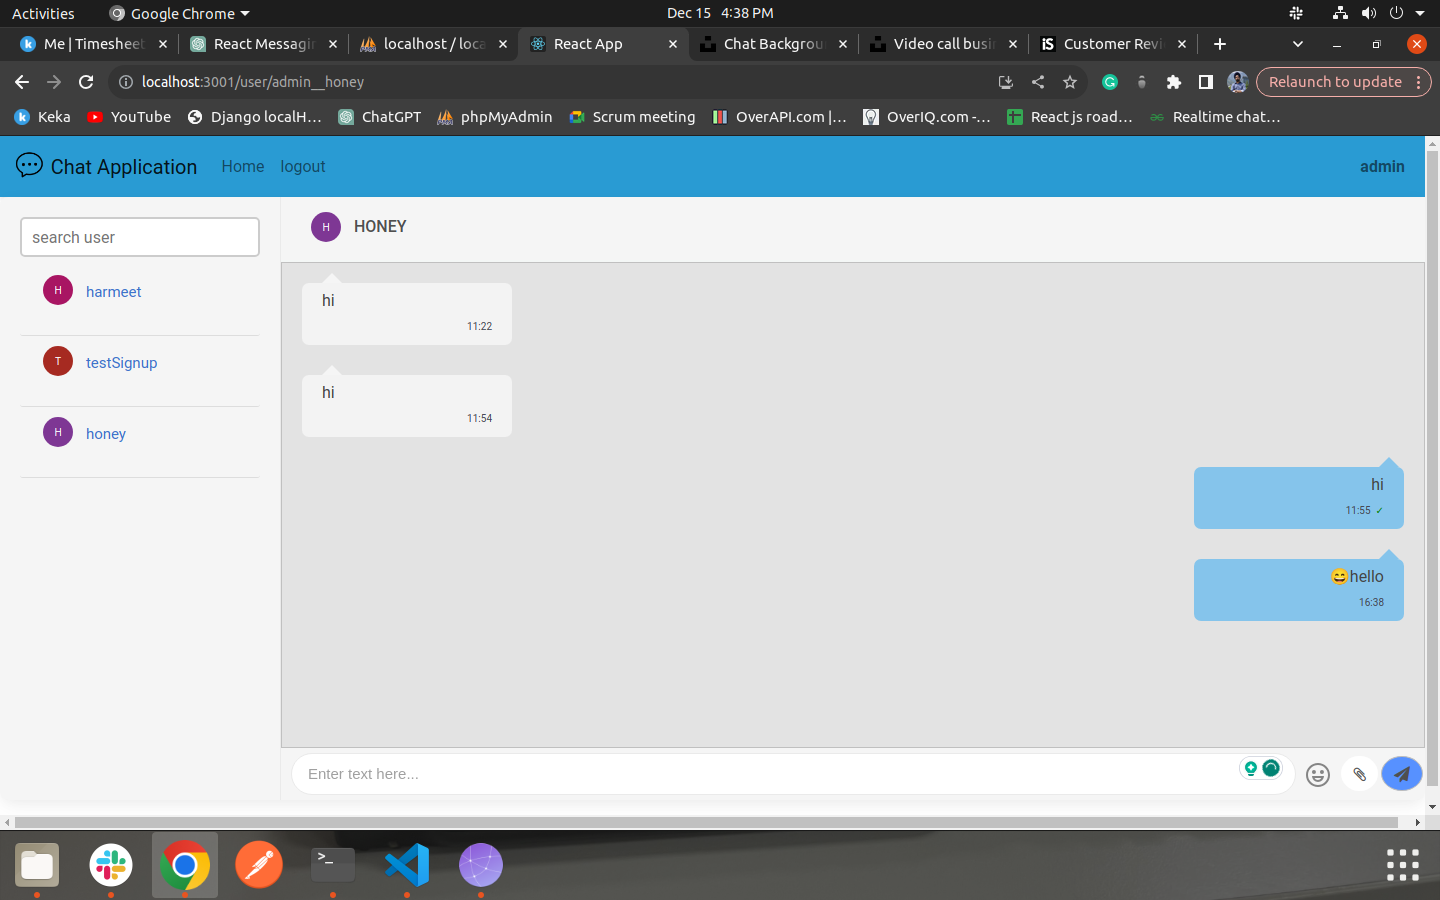 Activities
Google Chrome
Dec 15 4:38 PM
Me | Timesheet
React Messagin
localhost / loca
React App
Chat Backgrou
Video call busi
Customer Revi
localhost:3001/user/admin__honey
Relaunch to update
Keka
YouTube
Django localH...
ChatGPT
phpMyAdmin
Scrum meeting
OverAPI.com |...
OverIQ.com -...
React js road...
Realtime chat...
Chat Application
Home
logout
admin
search user
H
harmeet
T
testSignup
H
honey
H
HONEY
hi
11:22
hi
11:54
hi
11:55 ✓
😄hello
16:38
Enter text here...